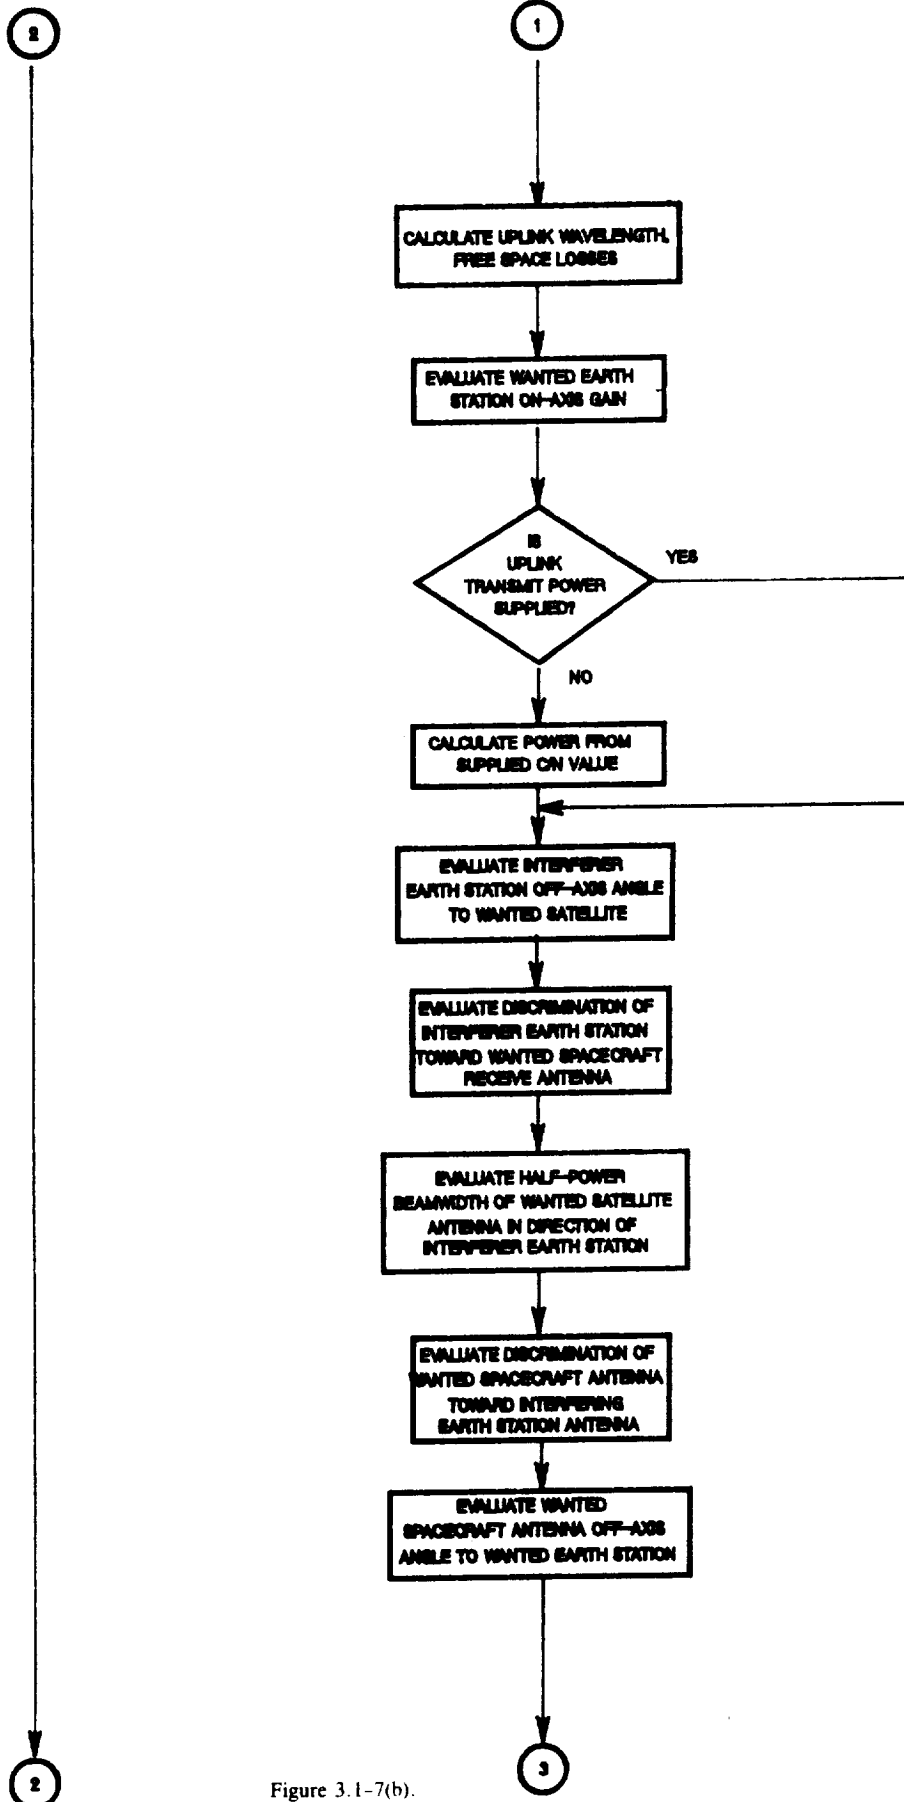 2
1
CALCULATE UPLINK WAVELENGTH,
FREE SPACE LOSSES
EVALUATE WANTED EARTH
STATION ON-AXIS GAIN
IS
UPLINK
TRANSMIT POWER
SUPPLIED?
YES
NO
CALCULATE POWER FROM
SUPPLIED C/N VALUE
EVALUATE INTERFERER
EARTH STATION OFF-AXIS ANGLE
TO WANTED SATELLITE
EVALUATE DISCRIMINATION OF
INTERFERER EARTH STATION
TOWARD WANTED SPACECRAFT
RECEIVE ANTENNA
EVALUATE HALF-POWER
BEAMWIDTH OF WANTED SATELLITE
ANTENNA IN DIRECTION OF
INTERFERER EARTH STATION
EVALUATE DISCRIMINATION OF
WANTED SPACECRAFT ANTENNA
TOWARD INTERFERING
EARTH STATION ANTENNA
EVALUATE WANTED
SPACECRAFT ANTENNA OFF-AXIS
ANGLE TO WANTED EARTH STATION
2
3
Figure 3.1-7(b).